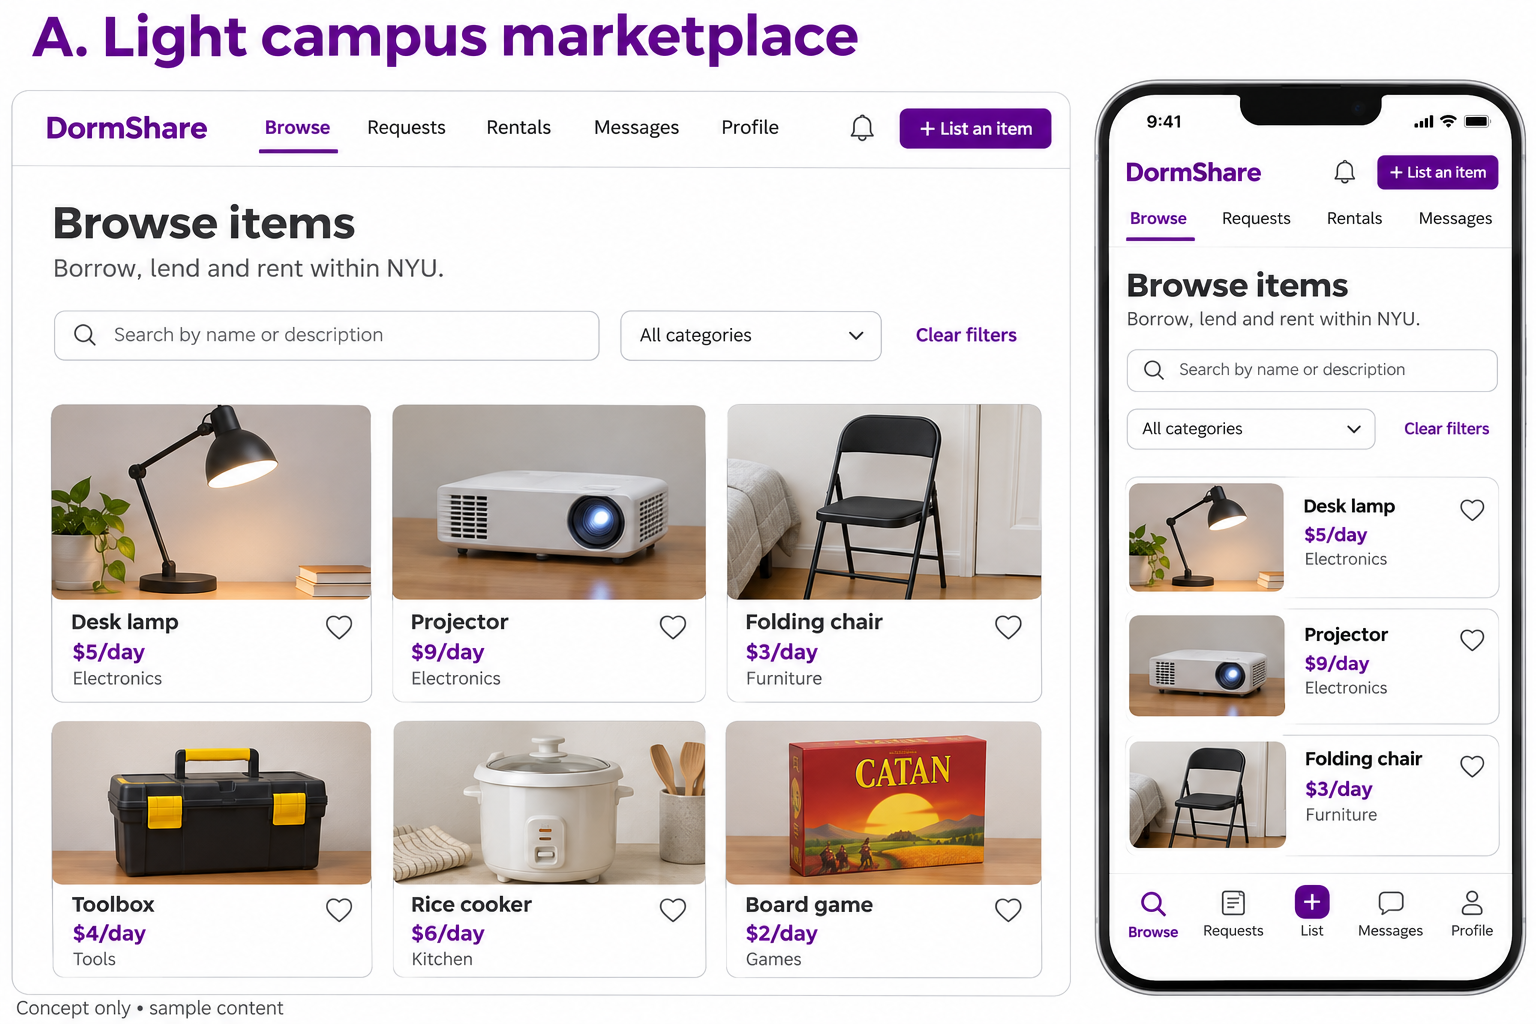 A. Light campus marketplace
DormShare
Browse
Requests
Rentals
Messages
Profile
+ List an item
Browse items
Borrow, lend and rent within NYU.
Search by name or description
All categories
Clear filters
Desk lamp
$5/day
Electronics
Projector
$9/day
Electronics
Folding chair
$3/day
Furniture
CATAN
Toolbox
$4/day
Tools
Rice cooker
$6/day
Kitchen
Board game
$2/day
Games
Concept only • sample content
9:41
DormShare
+ List an item
Browse
Requests
Rentals
Messages
Browse items
Borrow, lend and rent within NYU.
Search by name or description
All categories
Clear filters
Desk lamp
$5/day
Electronics
Projector
$9/day
Electronics
Folding chair
$3/day
Furniture
Browse
Requests
List
Messages
Profile